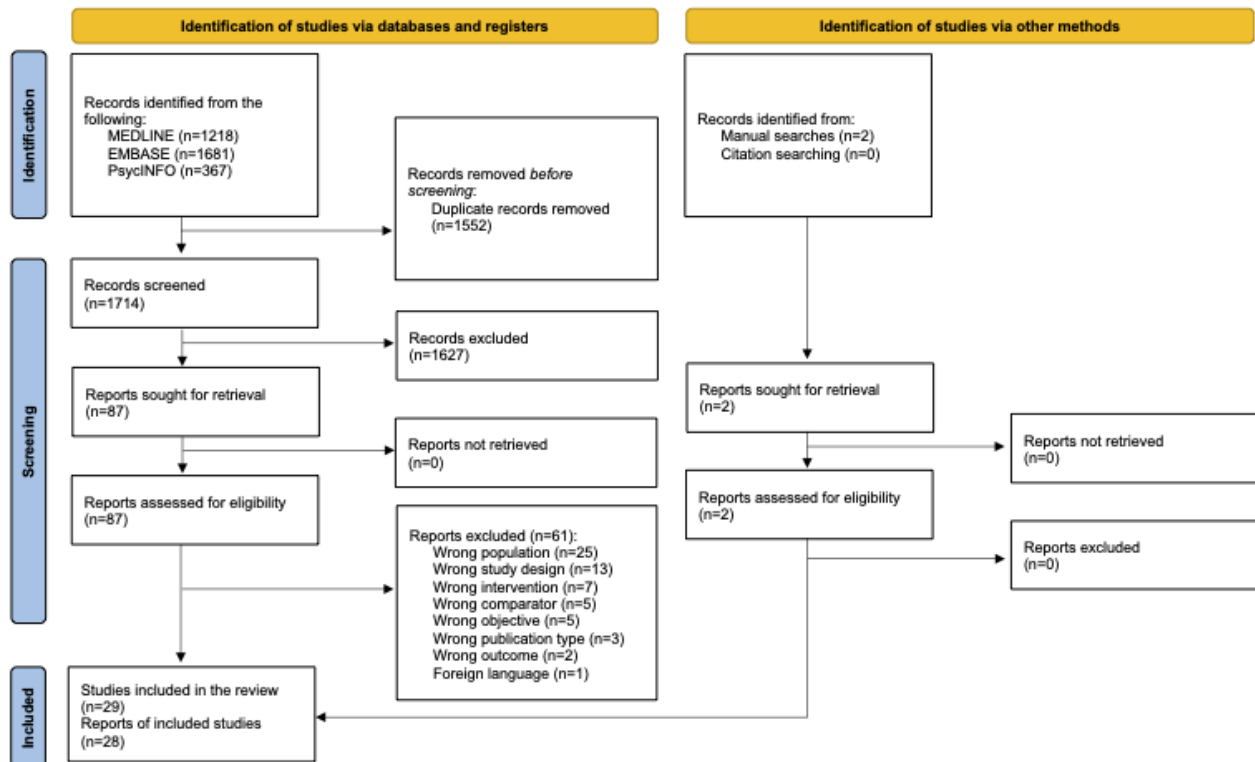 Identification of studies via databases and registers
Identification of studies via other methods
Identification
Records identified from the
following:
MEDLINE (n=1218)
EMBASE (n=1681)
PsycINFO (n=367)
Records removed before
screening:
Duplicate records removed
(n=1552)
Records identified from:
Manual searches (n=2)
Citation searching (n=0)
Screening
Records screened
(n=1714)
Records excluded
(n=1627)
Reports sought for retrieval
(n=87)
Reports not retrieved
(n=0)
Reports assessed for eligibility
(n=87)
Reports excluded (n=61):
Wrong population (n=25)
Wrong study design (n=13)
Wrong intervention (n=7)
Wrong comparator (n=5)
Wrong objective (n=5)
Wrong publication type (n=3)
Wrong outcome (n=2)
Foreign language (n=1)
Reports sought for retrieval
(n=2)
Reports not retrieved
(n=0)
Reports assessed for eligibility
(n=2)
Reports excluded
(n=0)
Included
Studies included in the review
(n=29)
Reports of included studies
(n=28)